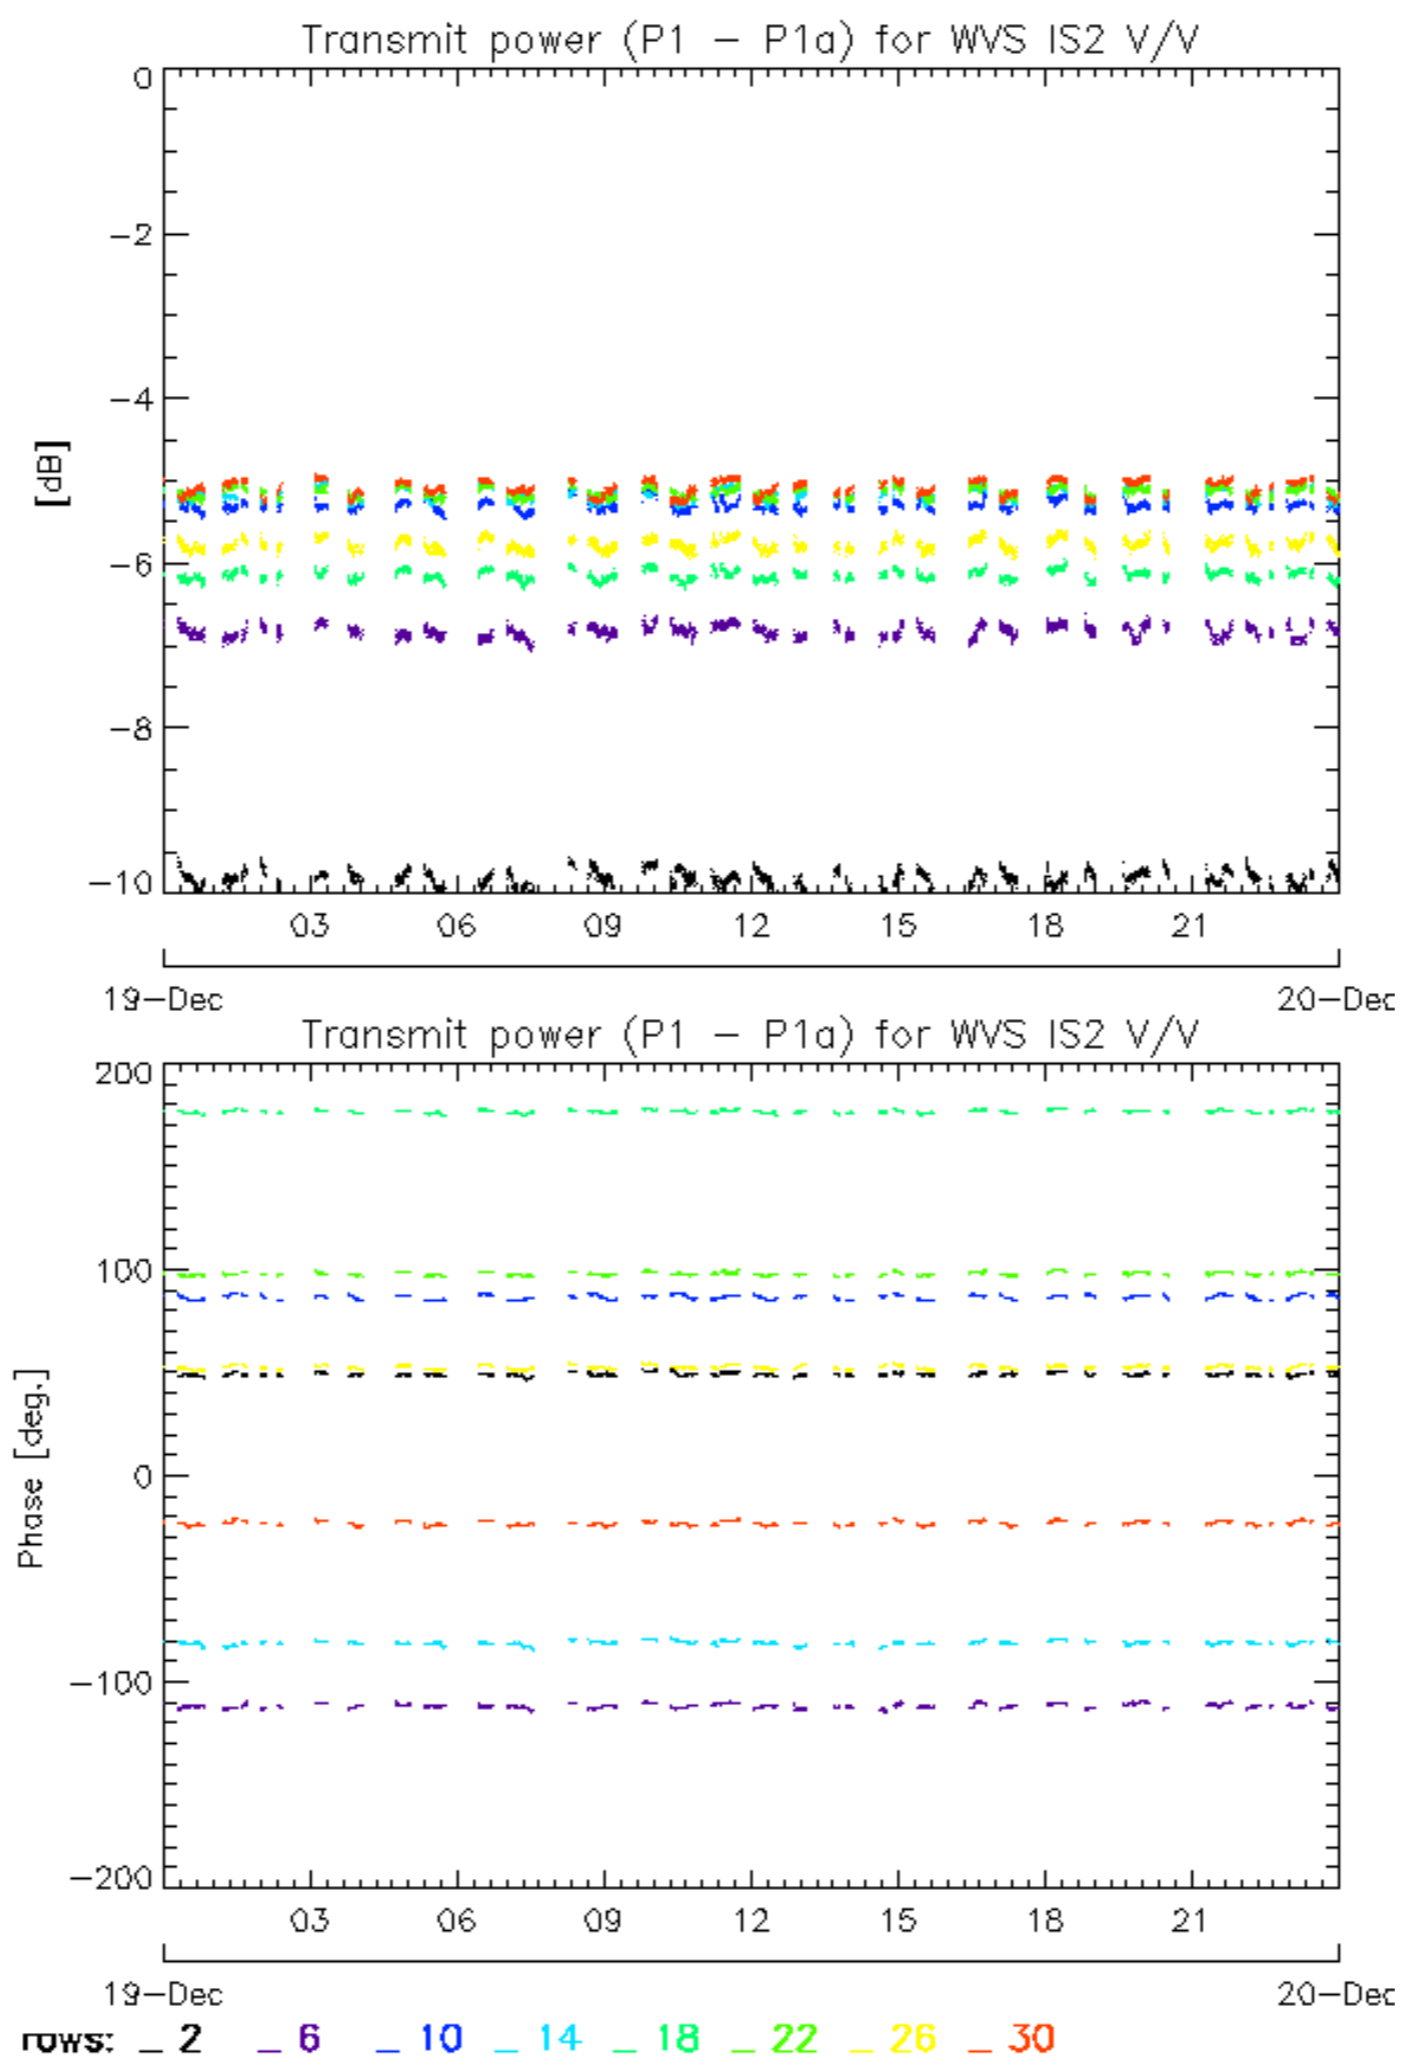 Transmit power (P1 – P1a) for WVS IS2 V/V
0
−2
−4
[dB]
−6
−8
−10
03 06 09 12 15 18 21
19−Dec 20−Dec
Transmit power (P1 – P1a) for WVS IS2 V/V
200
100
Phase [deg.]
0
−100
−200
03 06 09 12 15 18 21
19−Dec 20−Dec
rows: _ 2 _ 6 _ 10 _ 14 _ 18 _ 22 _ 26 _ 30